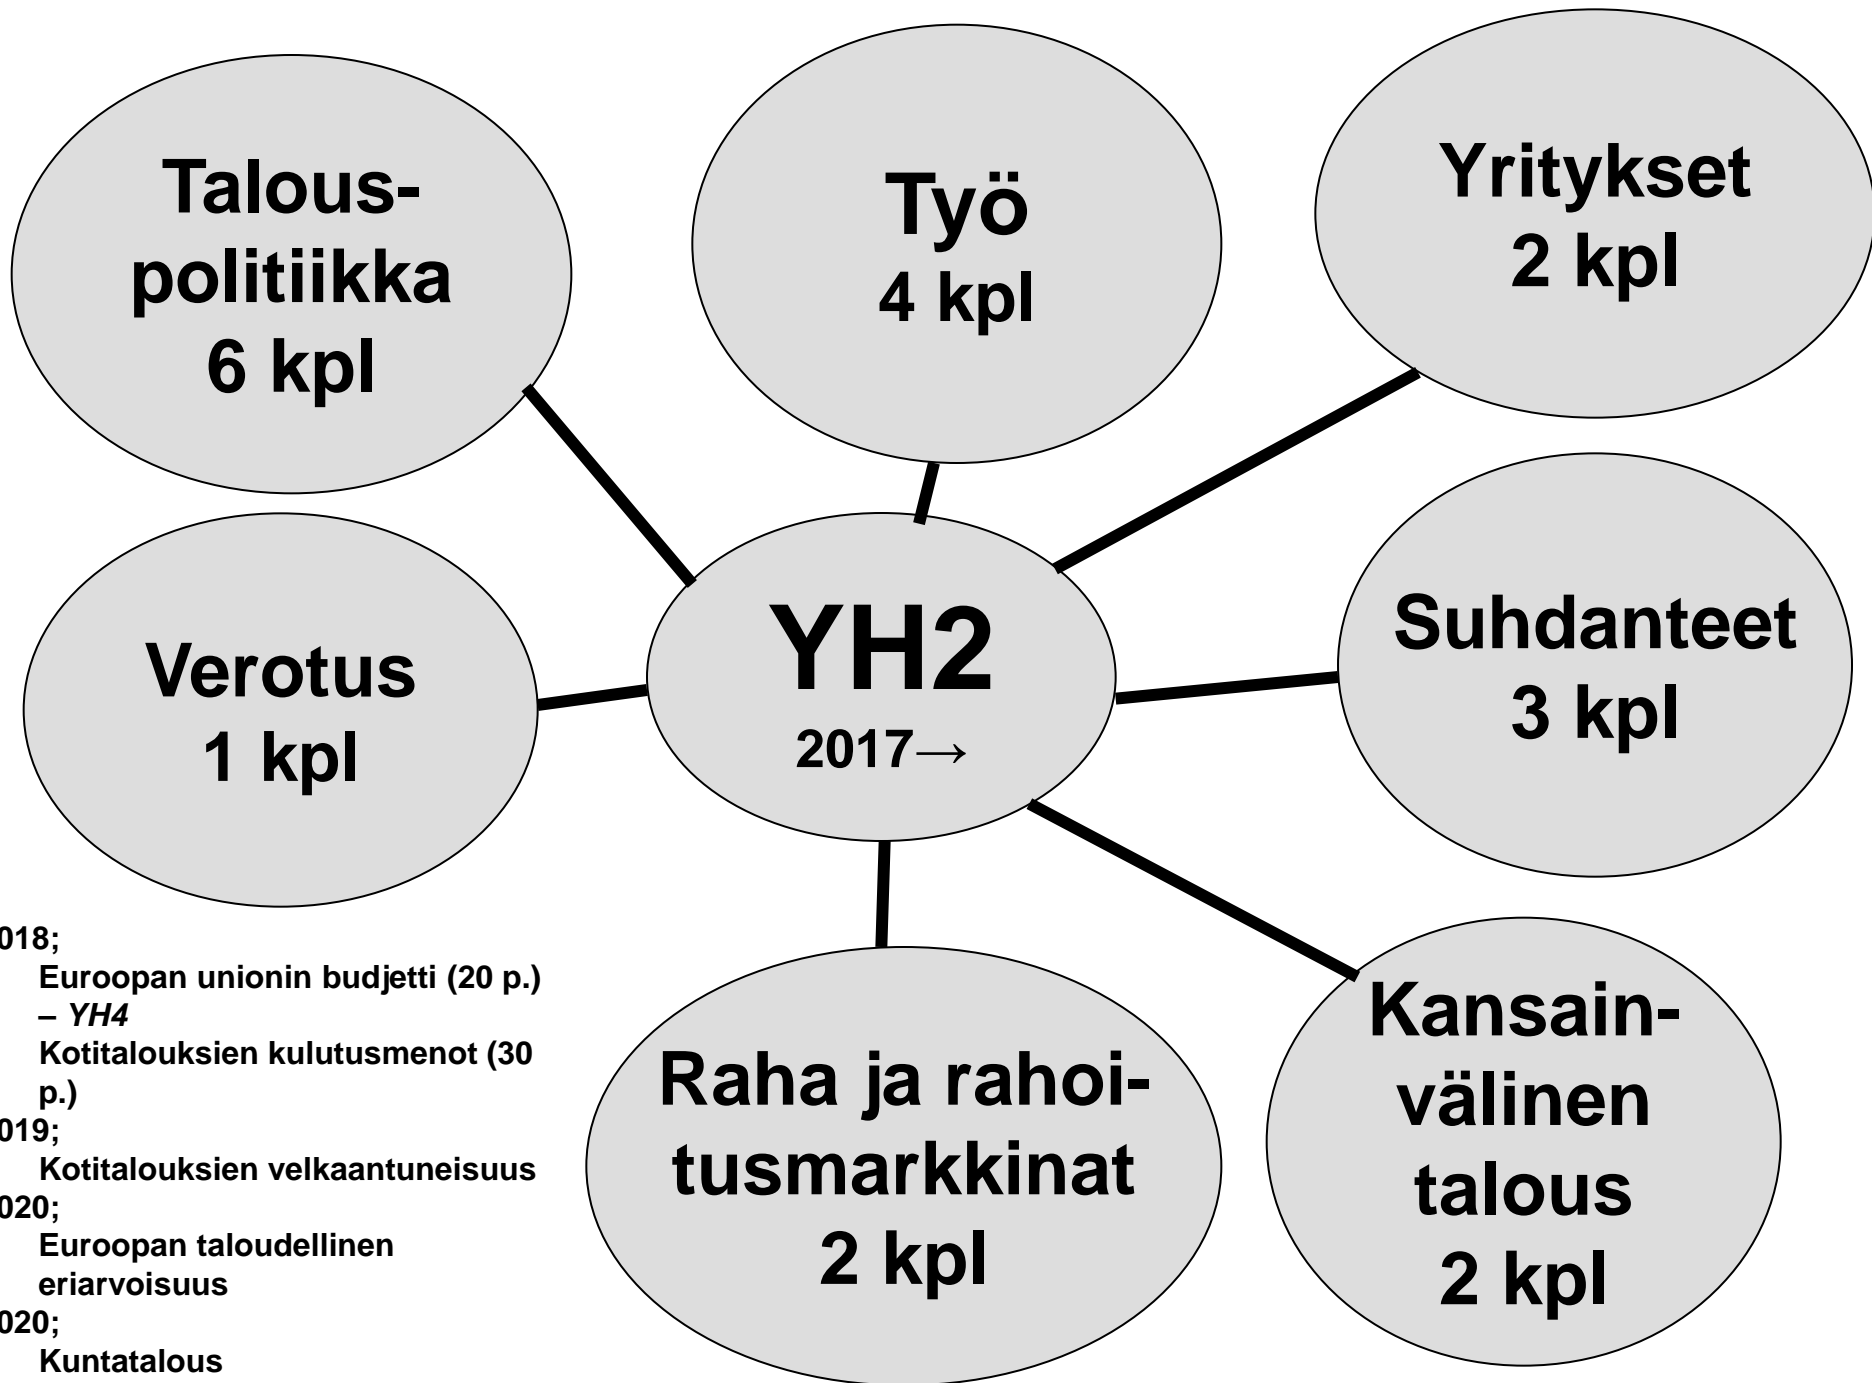 Talous-
politiikka
6 kpl
Työ
4 kpl
Yritykset
2 kpl
Verotus
1 kpl
YH2
2017→
Suhdanteet
3 kpl
018;
Euroopan unionin budjetti (20 p.)
– YH4
Kotitalouksien kulutusmenot (30
p.)
019;
Kotitalouksien velkaantuneisuus
020;
Euroopan taloudellinen
eriarvoisuus
020;
Kuntatalous
Raha ja rahoi-
tusmarkkinat
2 kpl
Kansain-
välinen
talous
2 kpl